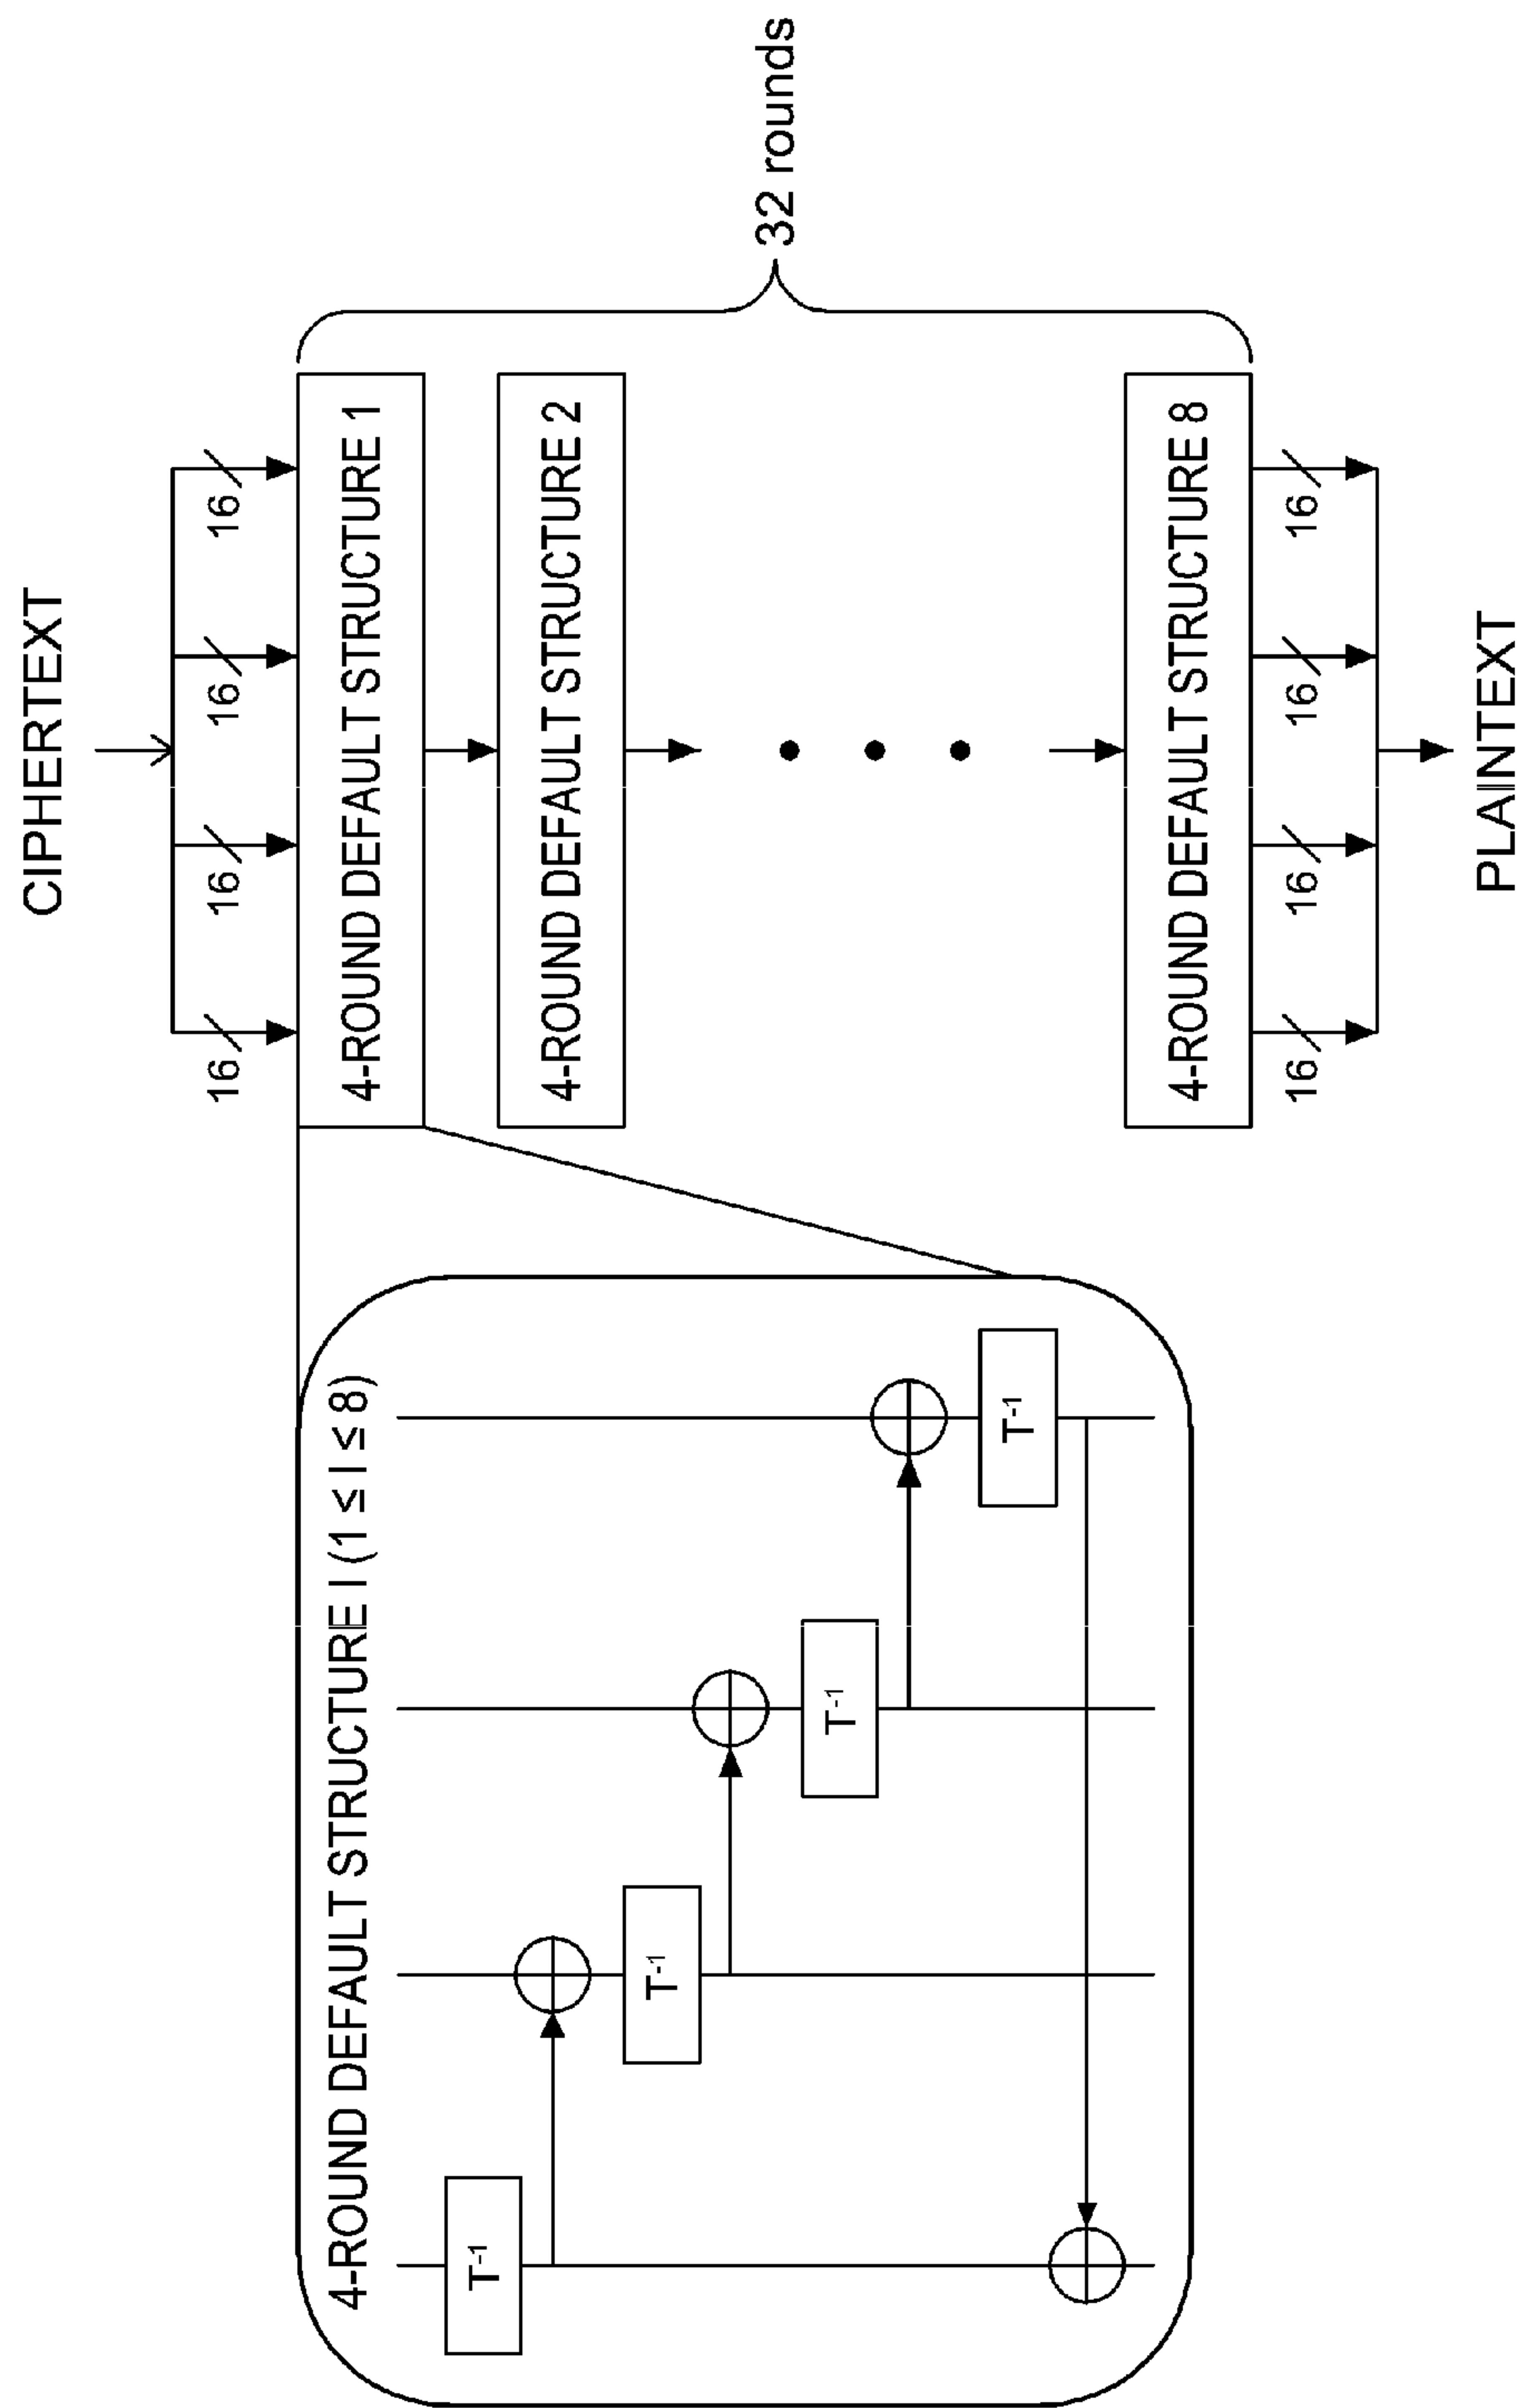 CIPHERTEXT
16 16 16 16
4-ROUND DEFAULT STRUCTURE 1
4-ROUND DEFAULT STRUCTURE 2
4-ROUND DEFAULT STRUCTURE 8
32 rounds
16 16 16 16
PLAINTEXT
4-ROUND DEFAULT STRUCTURE I (1 ≤ I ≤ 8)
T⁻¹
T⁻¹
T⁻¹
T⁻¹